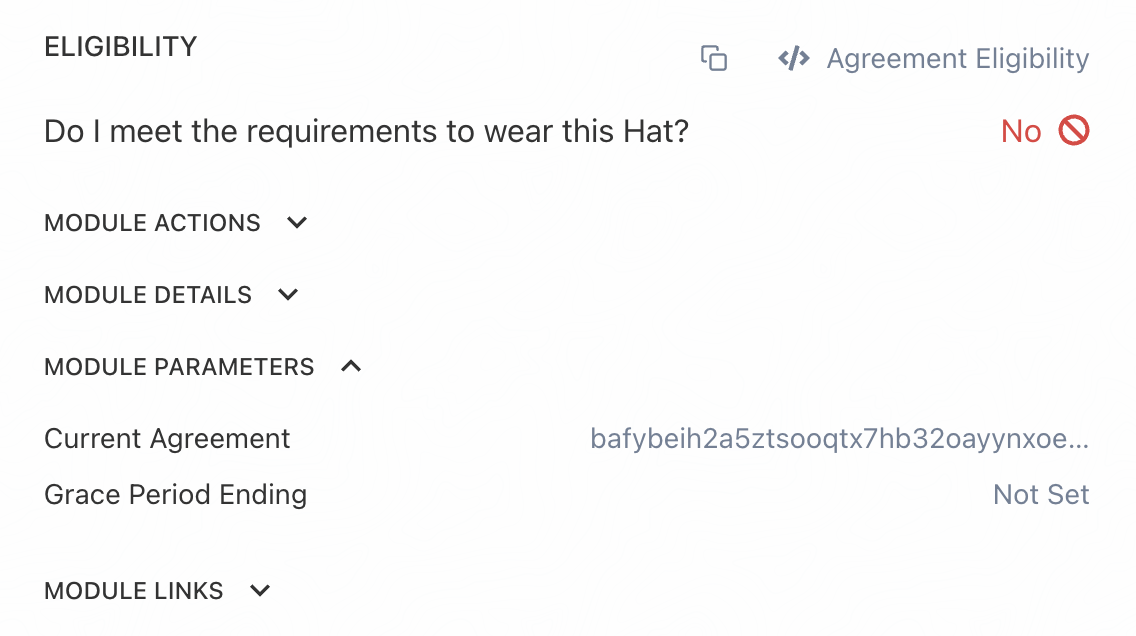 ELIGIBILITY
Agreement Eligibility
Do I meet the requirements to wear this Hat?
No
MODULE ACTIONS
MODULE DETAILS
MODULE PARAMETERS
Current Agreement bafybeih2a5ztsooqtx7hb32oayynxoe...
Grace Period Ending Not Set
MODULE LINKS